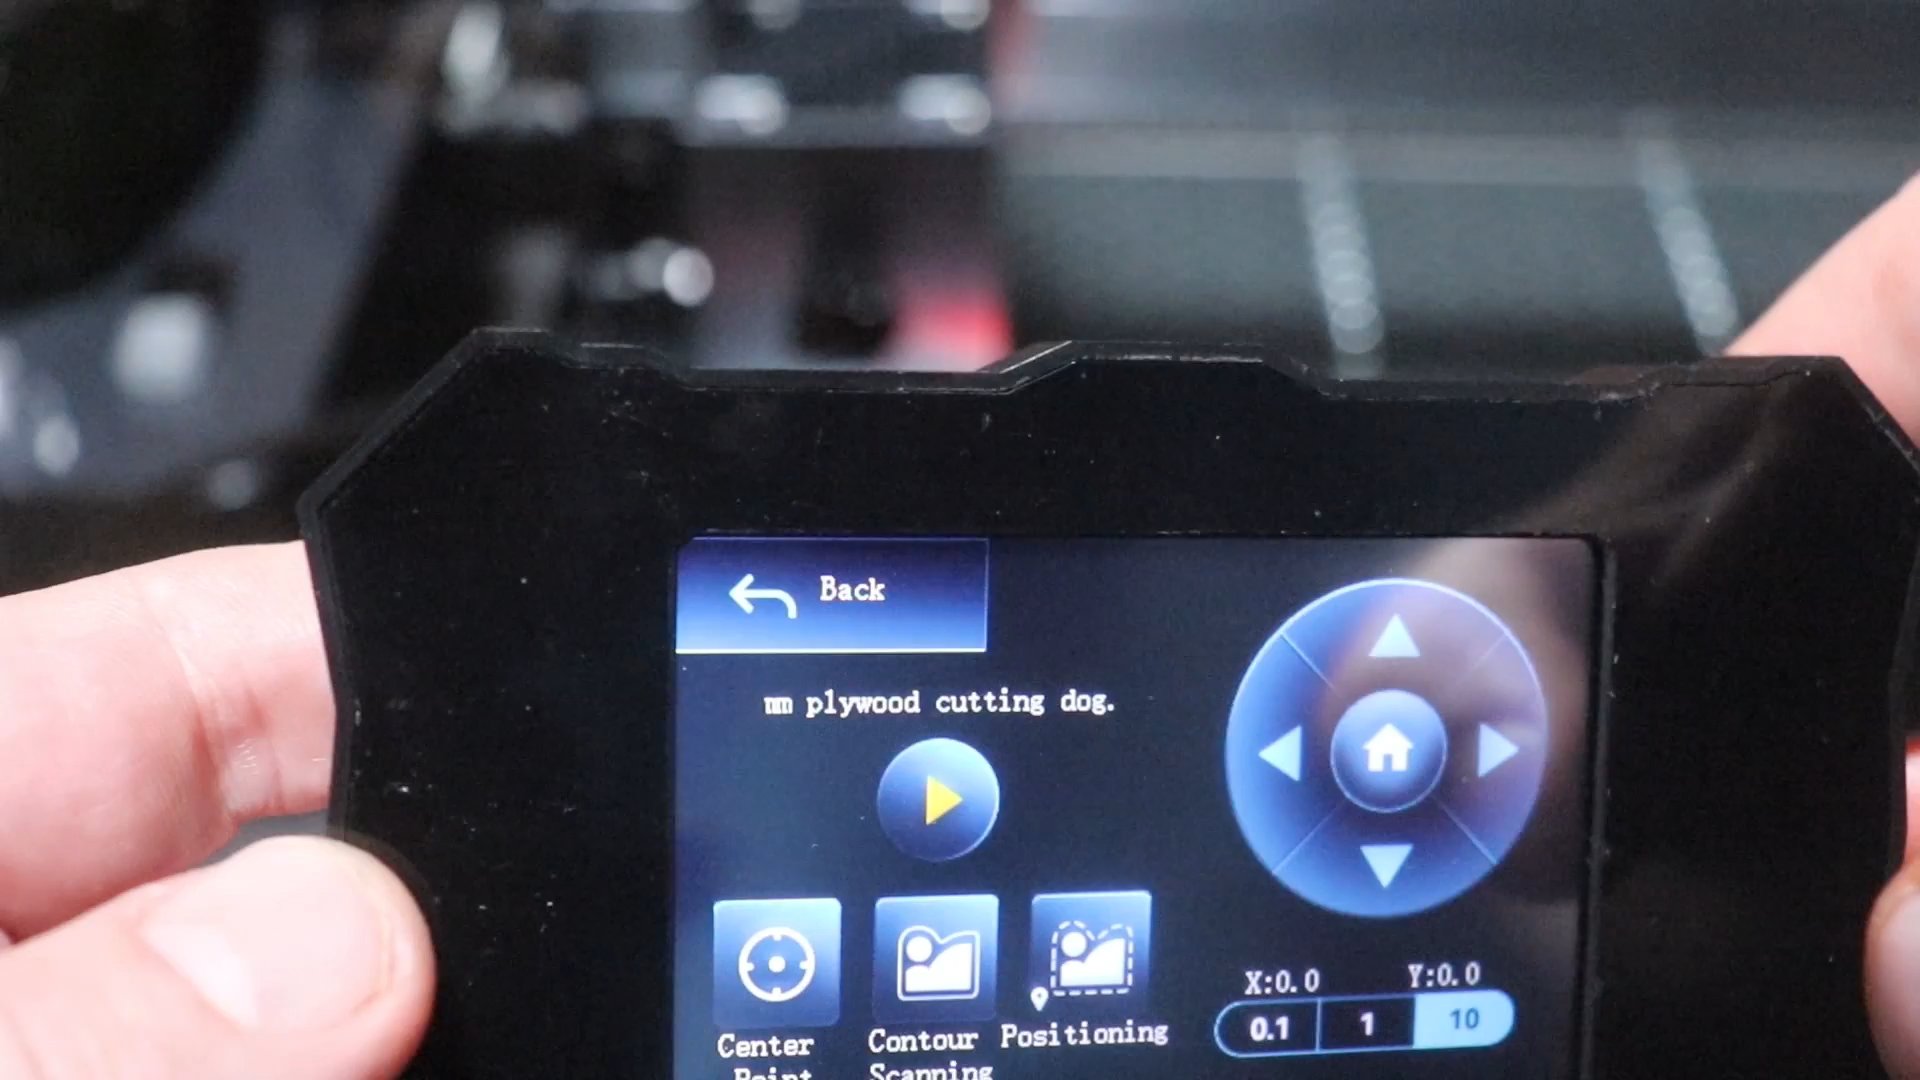 Back
mm plywood cutting dog.
Center
Point
Contour
Scanning
Positioning
X:0.0 Y:0.0
0.1 1 10